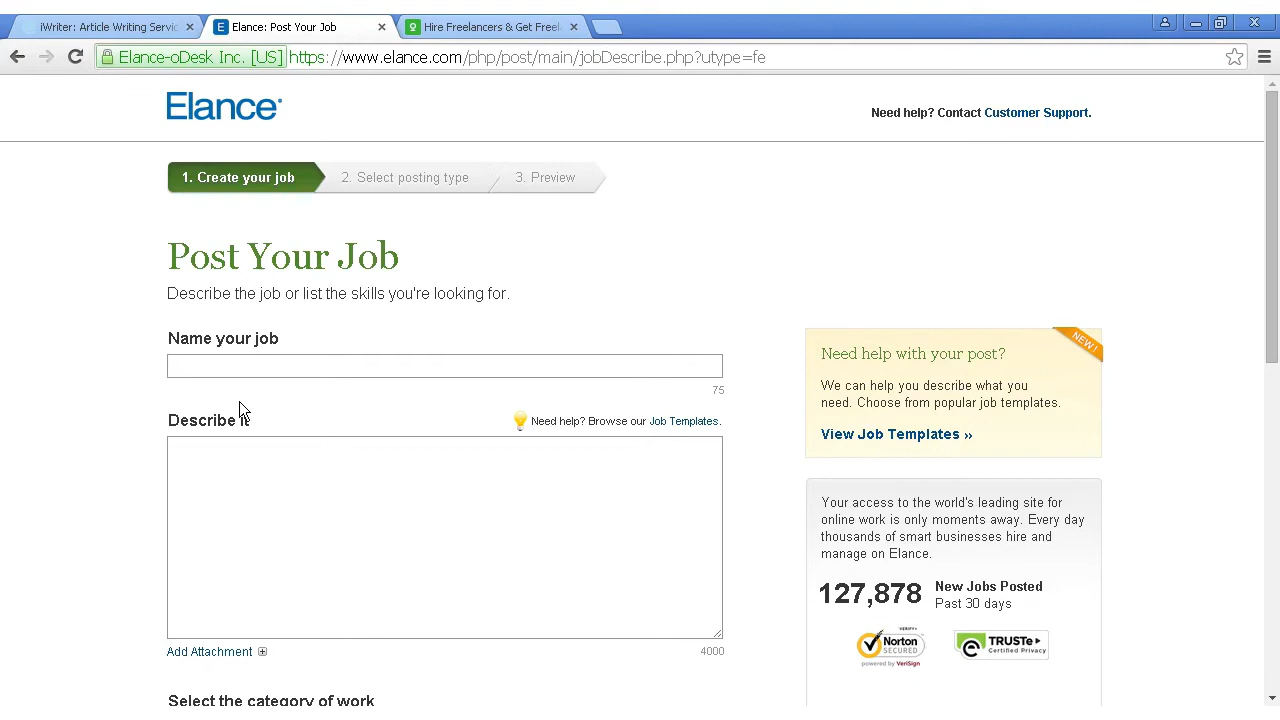 iWriter: Article Writing Servic
Elance: Post Your Job
Hire Freelancers & Get Freel
Elance-oDesk Inc. [US] https://www.elance.com/php/post/main/jobDescribe.php?utype=fe
Elance
Need help? Contact Customer Support.
1. Create your job
2. Select posting type
3. Preview
Post Your Job
Describe the job or list the skills you're looking for.
Name your job
75
Describe it
Need help? Browse our Job Templates.
4000
Add Attachment
Select the category of work
NEW!
Need help with your post?
We can help you describe what you
need. Choose from popular job templates.
View Job Templates »
Your access to the world's leading site for
online work is only moments away. Every day
thousands of smart businesses hire and
manage on Elance.
127,878
New Jobs Posted
Past 30 days
VERIFY
Norton
SECURED
powered by VeriSign
TRUSTe
Certified Privacy